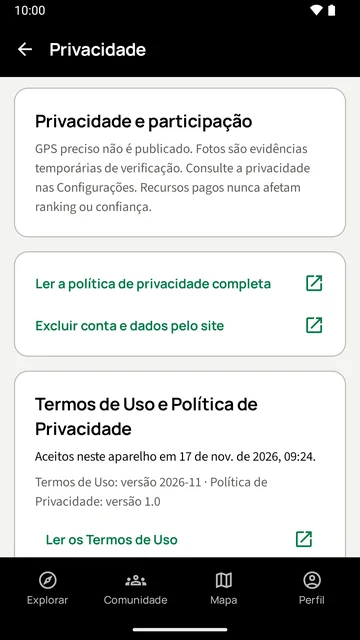 10:00
Privacidade
Privacidade e participação
GPS preciso não é publicado. Fotos são evidências
temporárias de verificação. Consulte a privacidade
nas Configurações. Recursos pagos nunca afetam
ranking ou confiança.
Ler a política de privacidade completa
Excluir conta e dados pelo site
Termos de Uso e Política de
Privacidade
Aceitos neste aparelho em 17 de nov. de 2026, 09:24.
Termos de Uso: versão 2026-11 · Política de
Privacidade: versão 1.0
Ler os Termos de Uso
Explorar
Comunidade
Mapa
Perfil